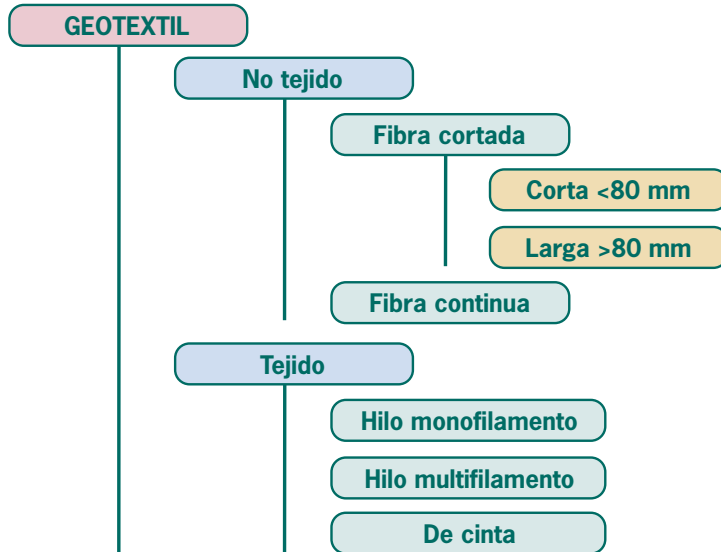 GEOTEXTIL
No tejido
Fibra cortada
Corta <80 mm
Larga >80 mm
Fibra continua
Tejido
Hilo monofilamento
Hilo multifilamento
De cinta